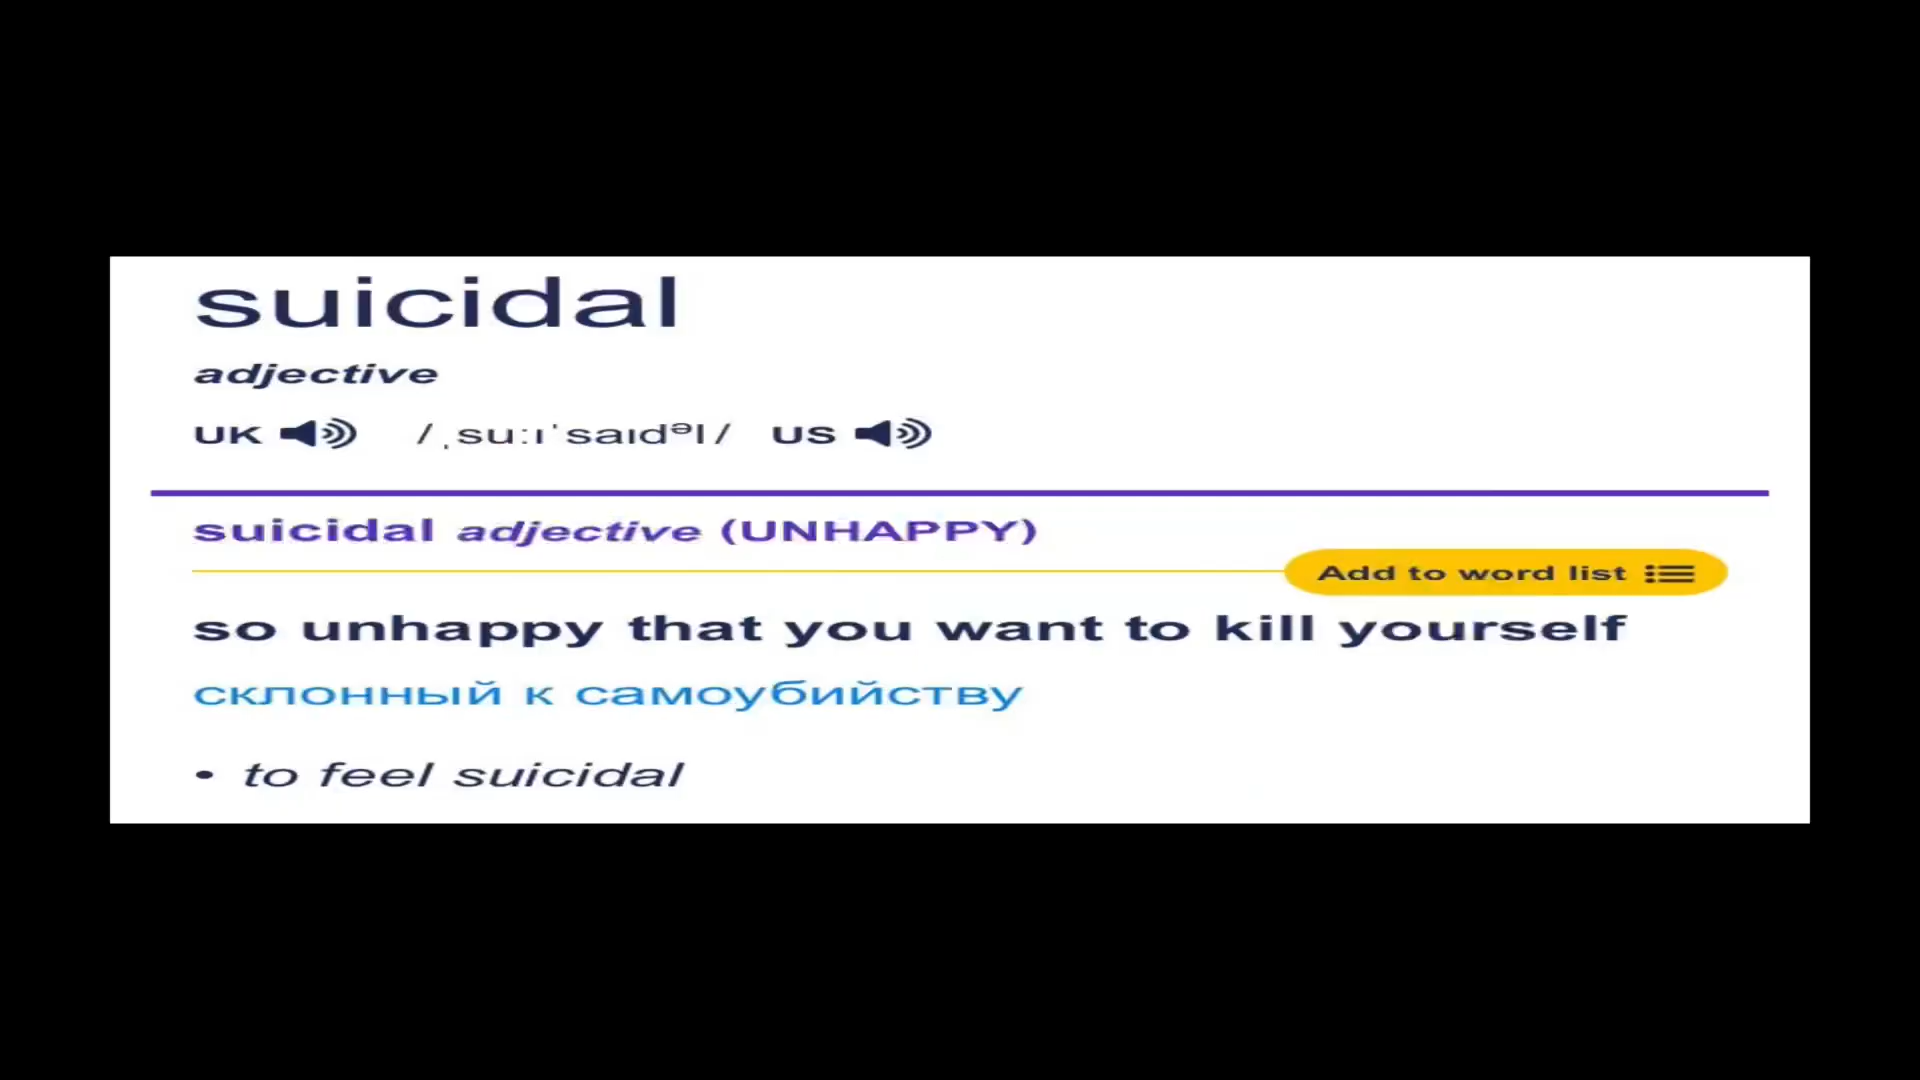 suicidal
adjective
UK /ˌsuːɪˈsaɪdᵊl/ US
suicidal adjective (UNHAPPY)
Add to word list
so unhappy that you want to kill yourself
склонный к самоубийству
• to feel suicidal